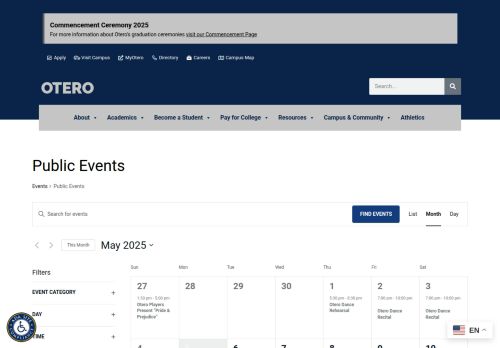 Commencement Ceremony 2025
For more information about Otero's graduation ceremonies visit our Commencement Page
Apply Visit Campus MyOtero Directory Careers Campus Map
OTERO
Search...
About Academics Become a Student Pay for College Resources Campus & Community Athletics
Public Events
Events › Public Events
Search for events FIND EVENTS List Month Day
This Month May 2025
Filters
Sun Mon Tue Wed Thu Fri Sat
EVENT CATEGORY +
27 28 29 30 1 2 3
1:30 pm - 5:00 pm
Otero Players Present "Pride & Prejudice"
5:30 pm - 8:30 pm
Otero Dance Rehearsal
7:00 pm - 10:00 pm
Otero Dance Recital
7:00 pm - 10:00 pm
Otero Dance Recital
DAY +
TIME +
EN
4 5 6 7 8 9 10